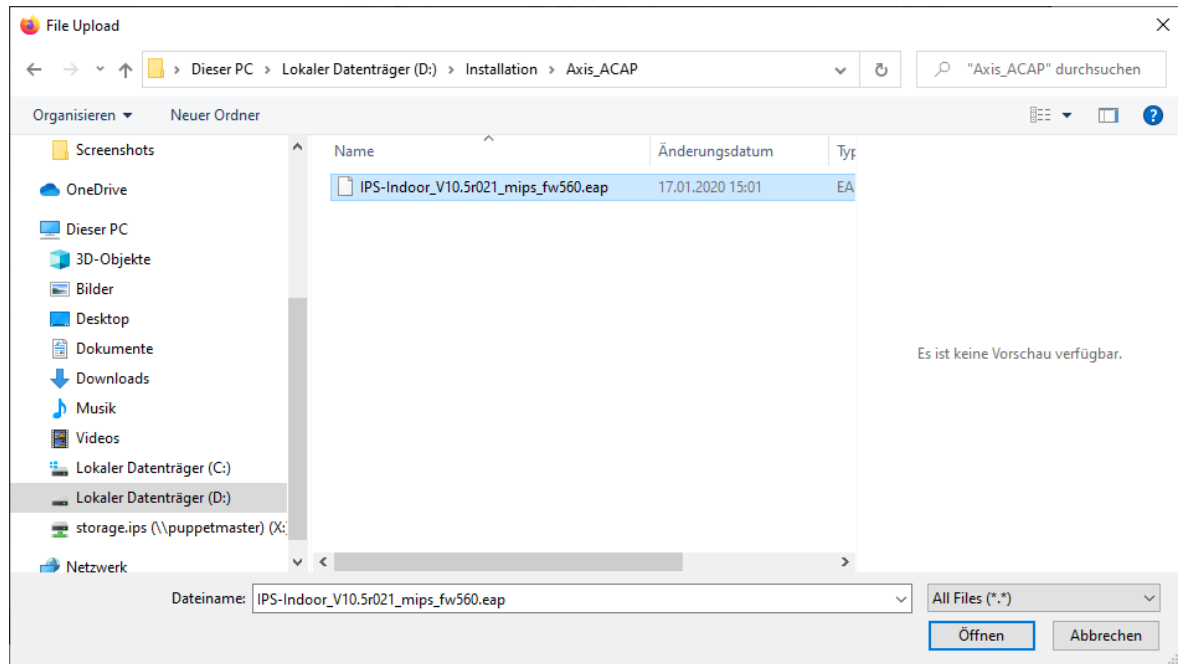 File Upload
Dieser PC > Lokaler Datenträger (D:) > Installation > Axis_ACAP
"Axis_ACAP" durchsuchen
Organisieren
Neuer Ordner
Screenshots
OneDrive
Dieser PC
3D-Objekte
Bilder
Desktop
Dokumente
Downloads
Musik
Videos
Lokaler Datenträger (C:)
Lokaler Datenträger (D:)
storage.ips (\\puppetmaster) (X:
Netzwerk
Name Änderungsdatum Typ
IPS-Indoor_V10.5r021_mips_fw560.eap 17.01.2020 15:01 EA
Es ist keine Vorschau verfügbar.
Dateiname: IPS-Indoor_V10.5r021_mips_fw560.eap
All Files (*.*)
Öffnen
Abbrechen